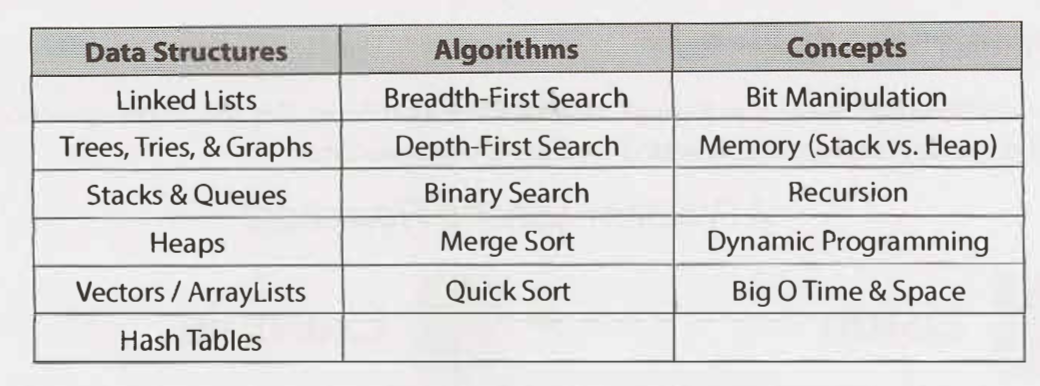 Data Structures Algorithms Concepts
Linked Lists Breadth-First Search Bit Manipulation
Trees, Tries, & Graphs Depth-First Search Memory (Stack vs. Heap)
Stacks & Queues Binary Search Recursion
Heaps Merge Sort Dynamic Programming
Vectors / ArrayLists Quick Sort Big O Time & Space
Hash Tables